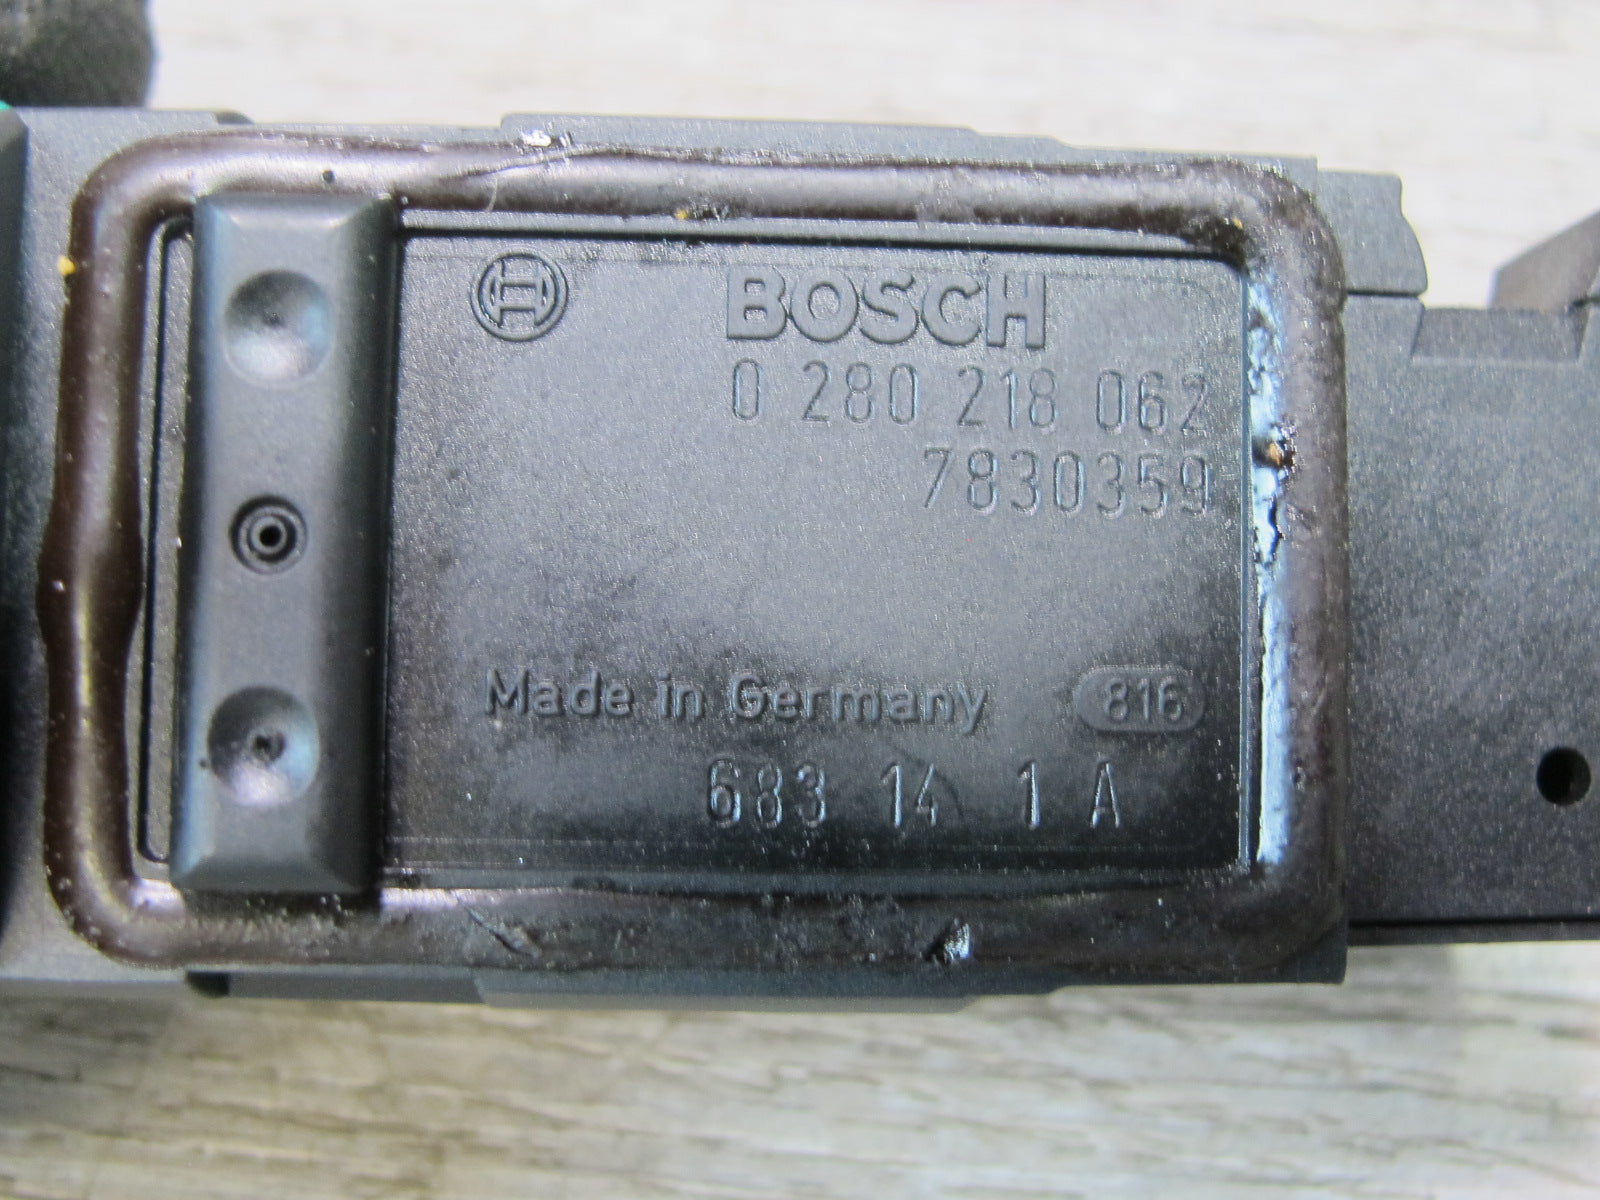 BOSCH
0 280 218 062
7830359
Made in Germany 816
683 14 1 A